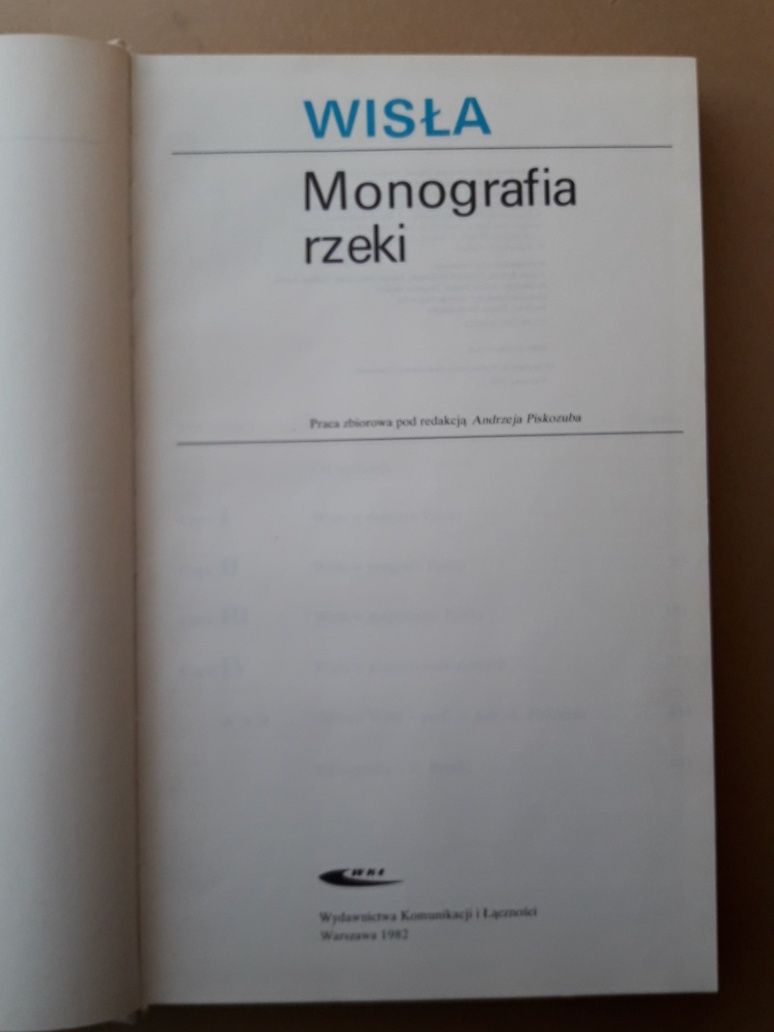 WISŁA
Monografia
rzeki
Praca zbiorowa pod redakcją Andrzeja Piskozuba
WKŁ
Wydawnictwa Komunikacji i Łączności
Warszawa 1982